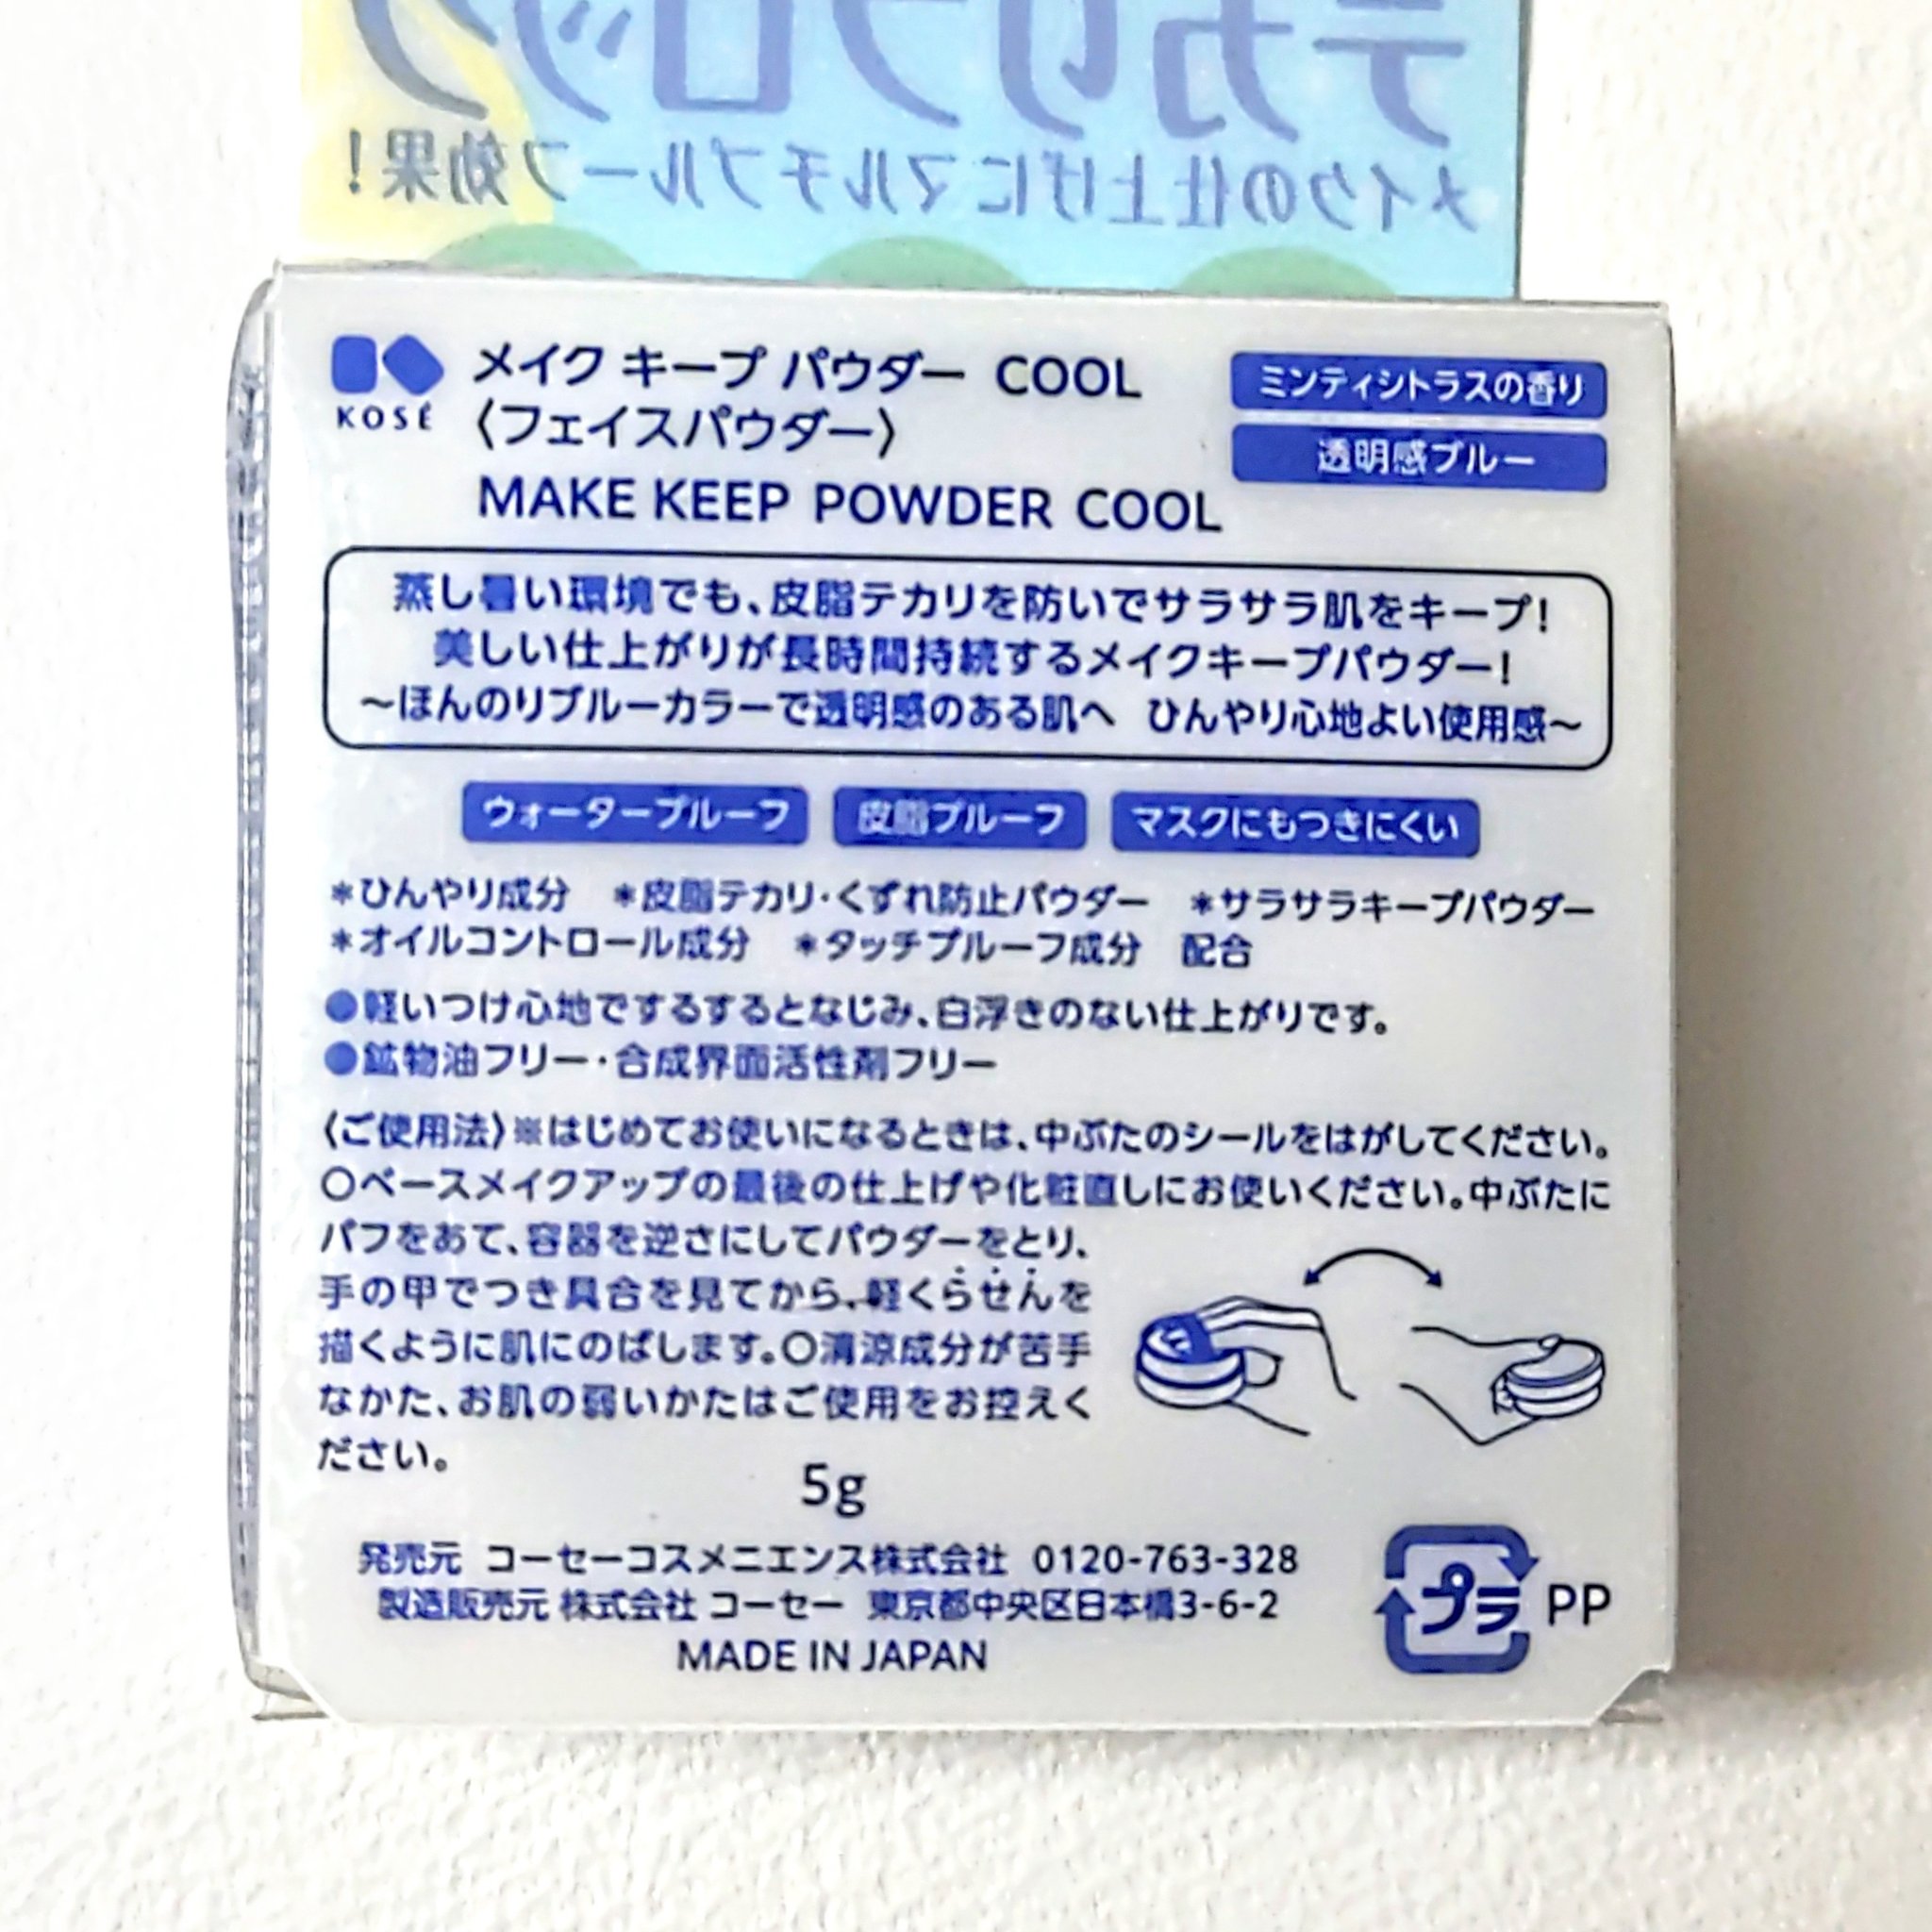 テカリブロック
メイクの仕上げにマルチプルーフ効果！
KOSÉ
メイク キープ パウダー COOL
〈フェイスパウダー〉
MAKE KEEP POWDER COOL
ミンティシトラスの香り
透明感ブルー
蒸し暑い環境でも、皮脂テカリを防いでサラサラ肌をキープ！
美しい仕上がりが長時間持続するメイクキープパウダー！
～ほんのりブルーカラーで透明感のある肌へ ひんやり心地よい使用感～
ウォータープルーフ 皮脂プルーフ マスクにもつきにくい
＊ひんやり成分 ＊皮脂テカリ・くずれ防止パウダー ＊サラサラキープパウダー
＊オイルコントロール成分 ＊タッチプルーフ成分 配合
●軽いつけ心地でするするとなじみ、白浮きのない仕上がりです。
●鉱物油フリー・合成界面活性剤フリー
〈ご使用法〉※はじめてお使いになるときは、中ぶたのシールをはがしてください。
○ベースメイクアップの最後の仕上げや化粧直しにお使いください。中ぶたに
パフをあて、容器を逆さにしてパウダーをとり、
手の甲でつき具合を見てから、軽くらせんを
描くように肌にのばします。○清涼成分が苦手
なかた、お肌の弱いかたはご使用をお控えく
ださい。
5g
発売元 コーセーコスメニエンス株式会社 0120-763-328
製造販売元 株式会社 コーセー 東京都中央区日本橋3-6-2
MADE IN JAPAN
プラ PP